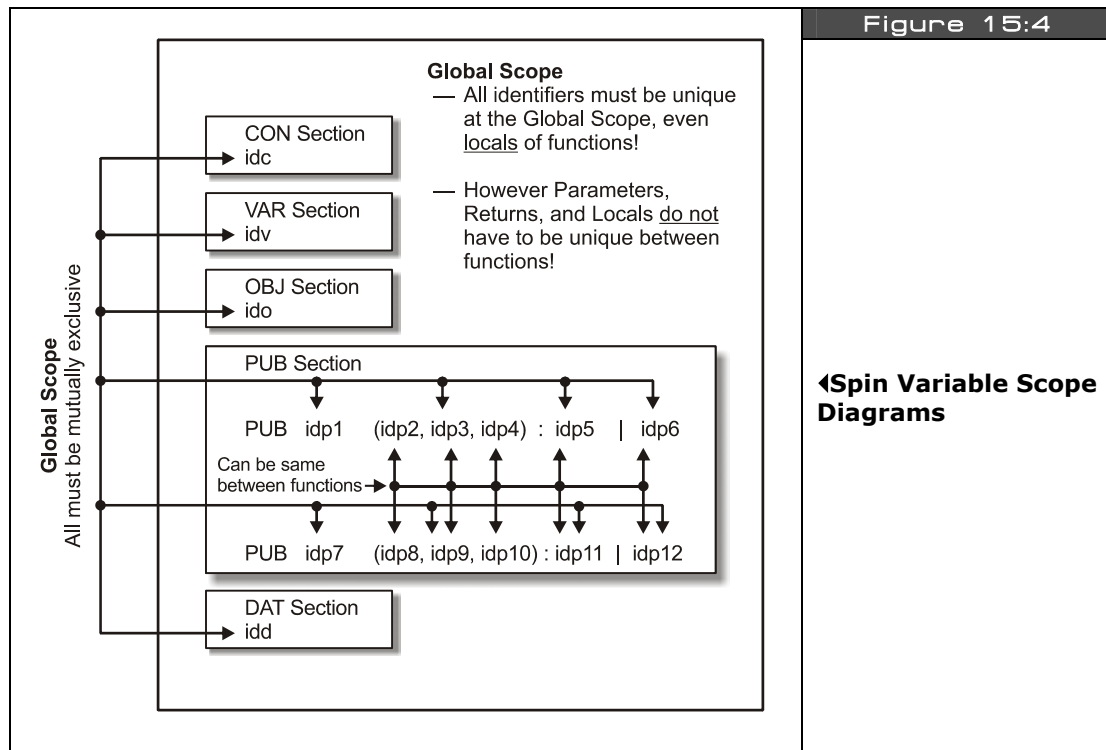 Figure 15:4
Global Scope
— All identifiers must be unique
at the Global Scope, even
locals of functions!
— However Parameters,
Returns, and Locals do not
have to be unique between
functions!
CON Section
idc
VAR Section
idv
OBJ Section
ido
Global Scope
All must be mutually exclusive
PUB Section
PUB idp1 (idp2, idp3, idp4) : idp5 | idp6
Can be same
between functions
PUB idp7 (idp8, idp9, idp10) : idp11 | idp12
DAT Section
idd
Spin Variable Scope
Diagrams